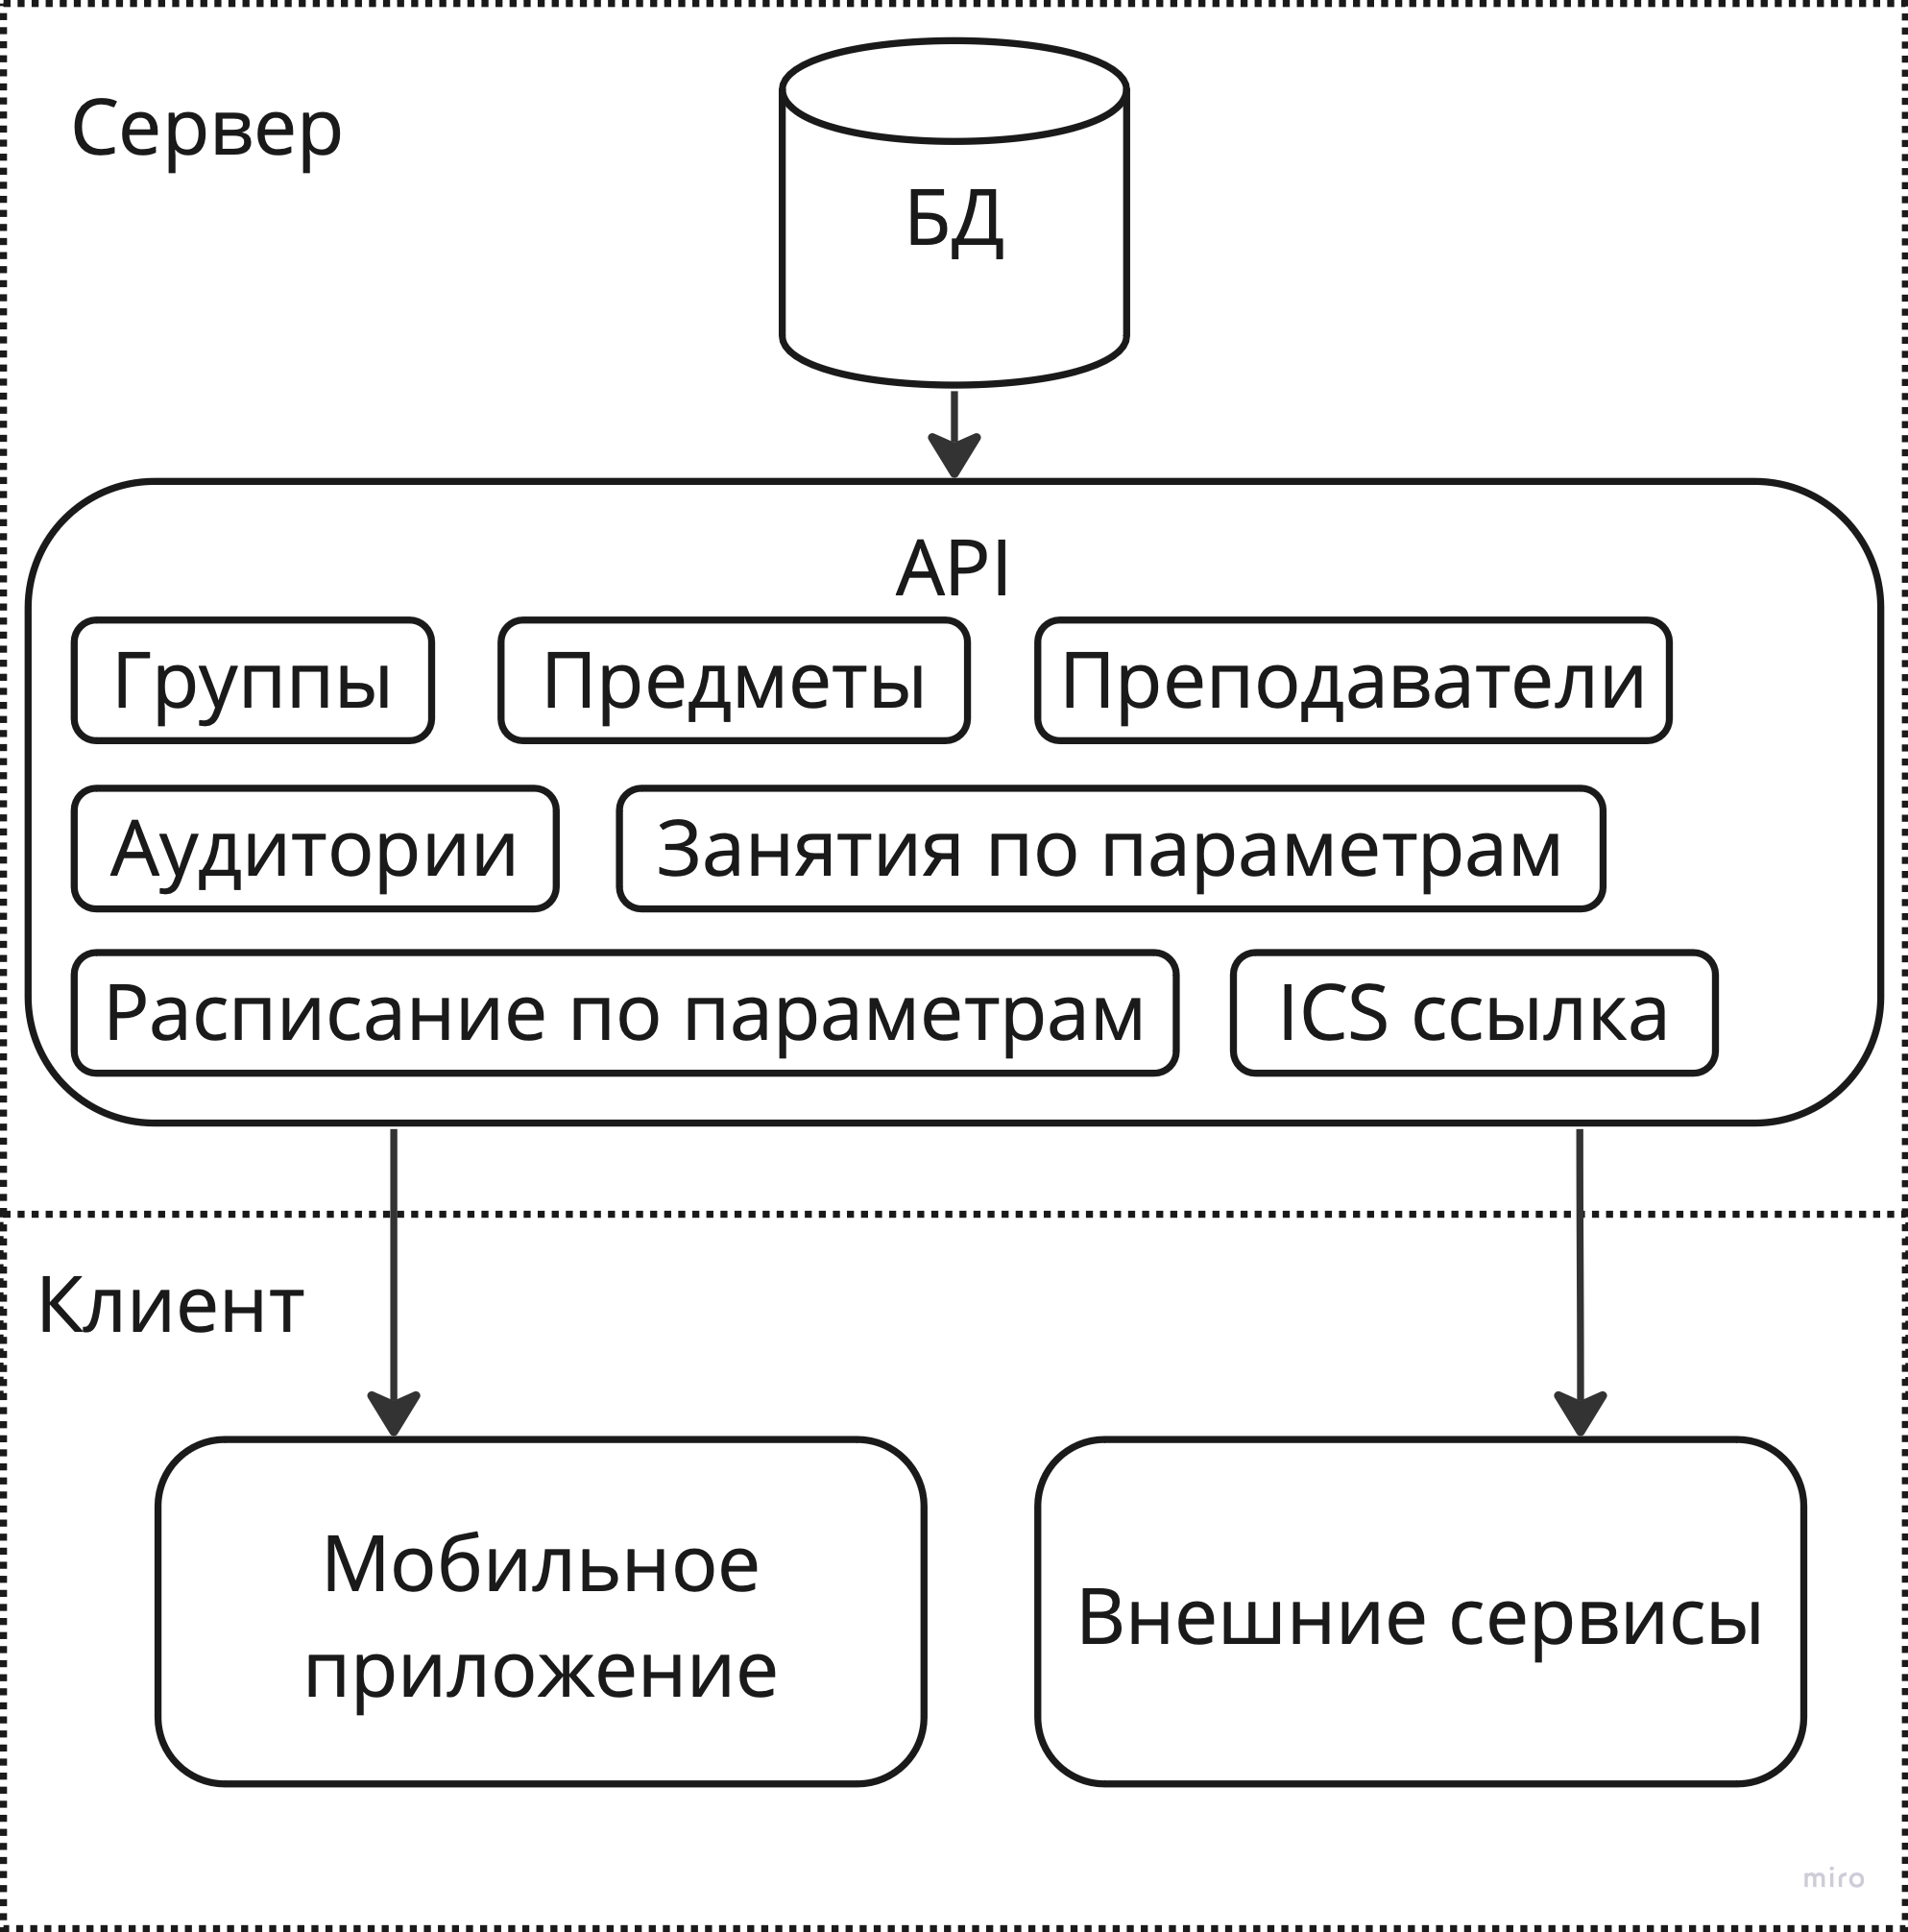 Сервер
БД
API
Группы
Предметы
Преподаватели
Аудитории
Занятия по параметрам
Расписание по параметрам
ICS ссылка
Клиент
Мобильное
приложение
Внешние сервисы
miro